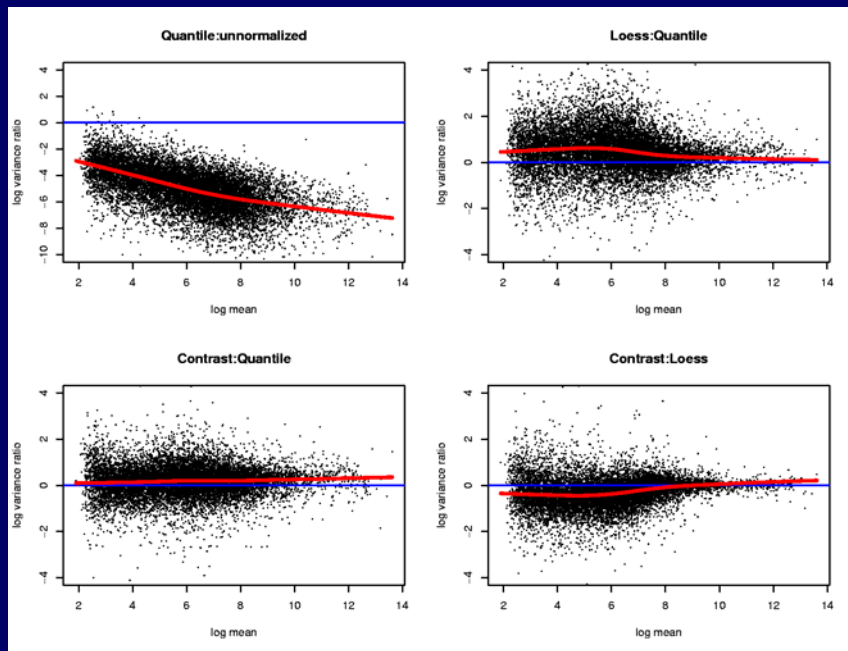 Quantile:unnormalized
log variance ratio
4
2
0
-2
-4
-6
-8
-10
2 4 6 8 10 12 14
log mean
Loess:Quantile
log variance ratio
4
2
0
-2
-4
2 4 6 8 10 12 14
log mean
Contrast:Quantile
log variance ratio
4
2
0
-2
-4
2 4 6 8 10 12 14
log mean
Contrast:Loess
log variance ratio
4
2
0
-2
-4
2 4 6 8 10 12 14
log mean